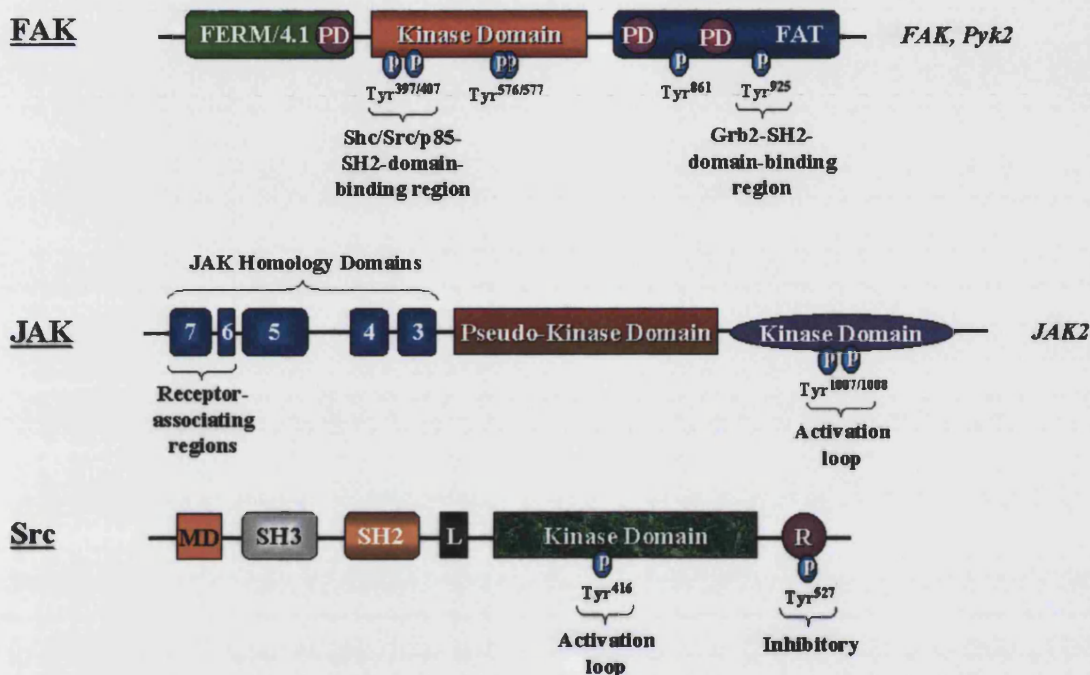 FAK
FERM/4.1 PD Kinase Domain PD PD FAT FAK, Pyk2
P P P P P P
Tyr397/407 Tyr576/577 Tyr861 Tyr925
Shc/Src/p85-
SH2-domain-
binding region
Grb2-SH2-
domain-binding
region
JAK Homology Domains
JAK 7 6 5 4 3 Pseudo-Kinase Domain Kinase Domain JAK2
P P
Tyr1007/1008
Receptor-
associating
regions
Activation
loop
Src MD SH3 SH2 L Kinase Domain R
P P
Tyr416 Tyr527
Activation
loop
Inhibitory